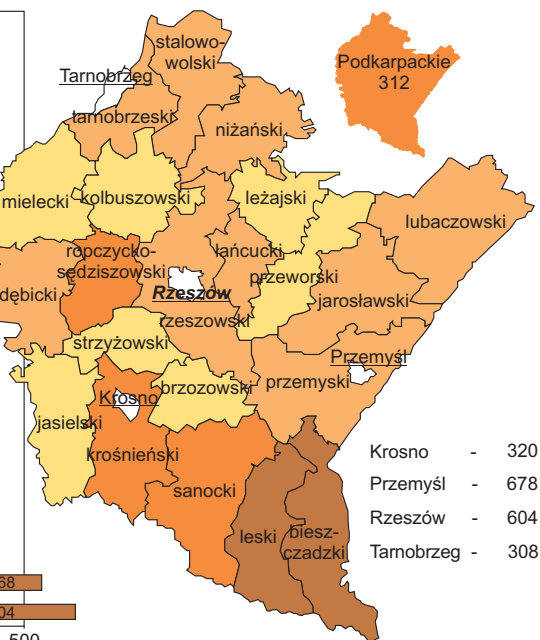 stalowo-
wolski
Podkarpackie
312
Tarnobrzeg
tarnobrzeski
niżański
mielecki
kolbuszowski
leżajski
lubaczowski
ropczycko-
sędziszowski
łańcucki
przeworski
dębicki
Rzeszów
jarosławski
rzeszowski
strzyżowski
Przemyśl
przemyski
brzozowski
Krosno
jasielski
krośnieński
sanocki
leski
biesz-
czadzki
Krosno - 320
Przemyśl - 678
Rzeszów - 604
Tarnobrzeg - 308
68
04
500